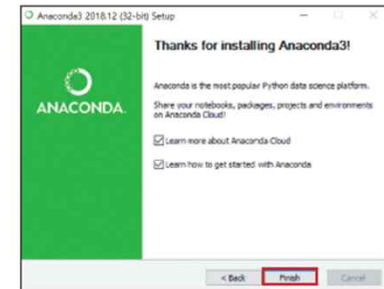 Anaconda3 2018.12 (32-bit) Setup
Thanks for installing Anaconda3!
ANACONDA.
Anaconda is the most popular Python data science platform.
Share your notebooks, packages, projects and environments
on Anaconda Cloud!
Learn more about Anaconda Cloud
Learn how to get started with Anaconda
< Back
Finish
Cancel